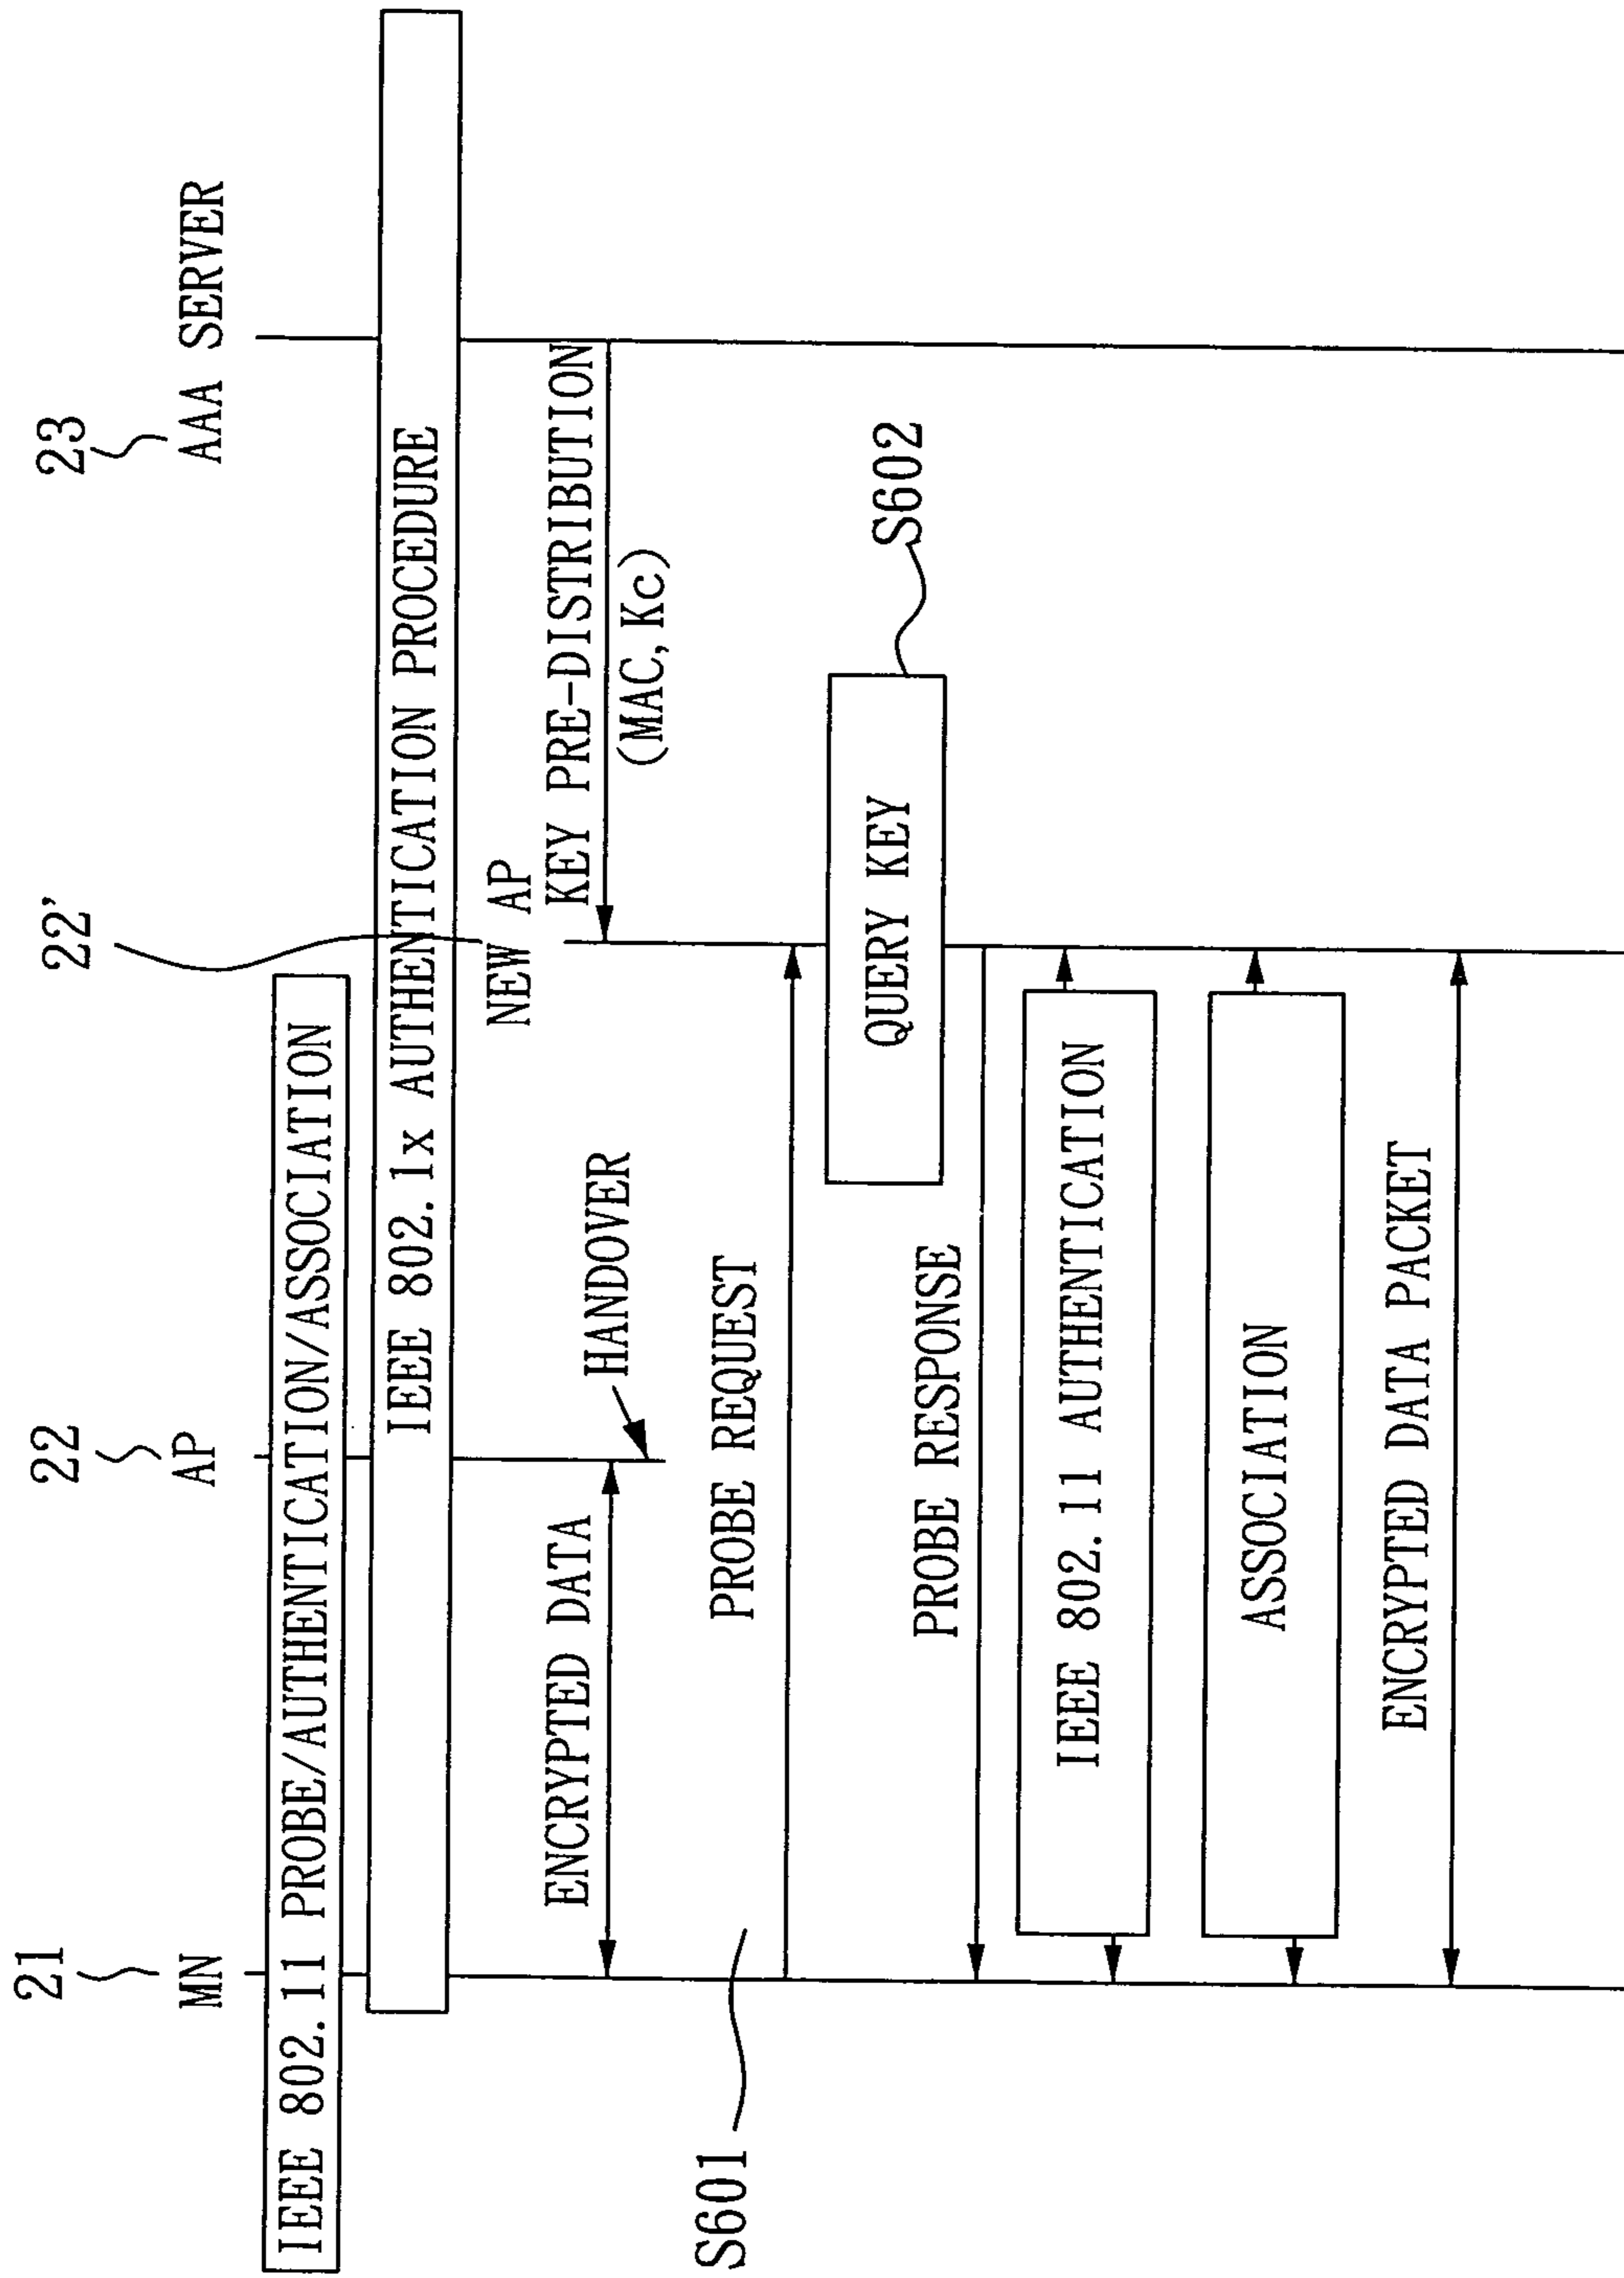 21
22
22'
23
MN
AP
AAA SERVER
IEEE 802.11 PROBE/AUTHENTICATION/ASSOCIATION
IEEE 802.1x AUTHENTICATION PROCEDURE
NEW AP
ENCRYPTED DATA
HANDOVER
KEY PRE-DISTRIBUTION
(MAC, Kc)
S601
PROBE REQUEST
QUERY KEY
S602
PROBE RESPONSE
IEEE 802.11 AUTHENTICATION
ASSOCIATION
ENCRYPTED DATA PACKET